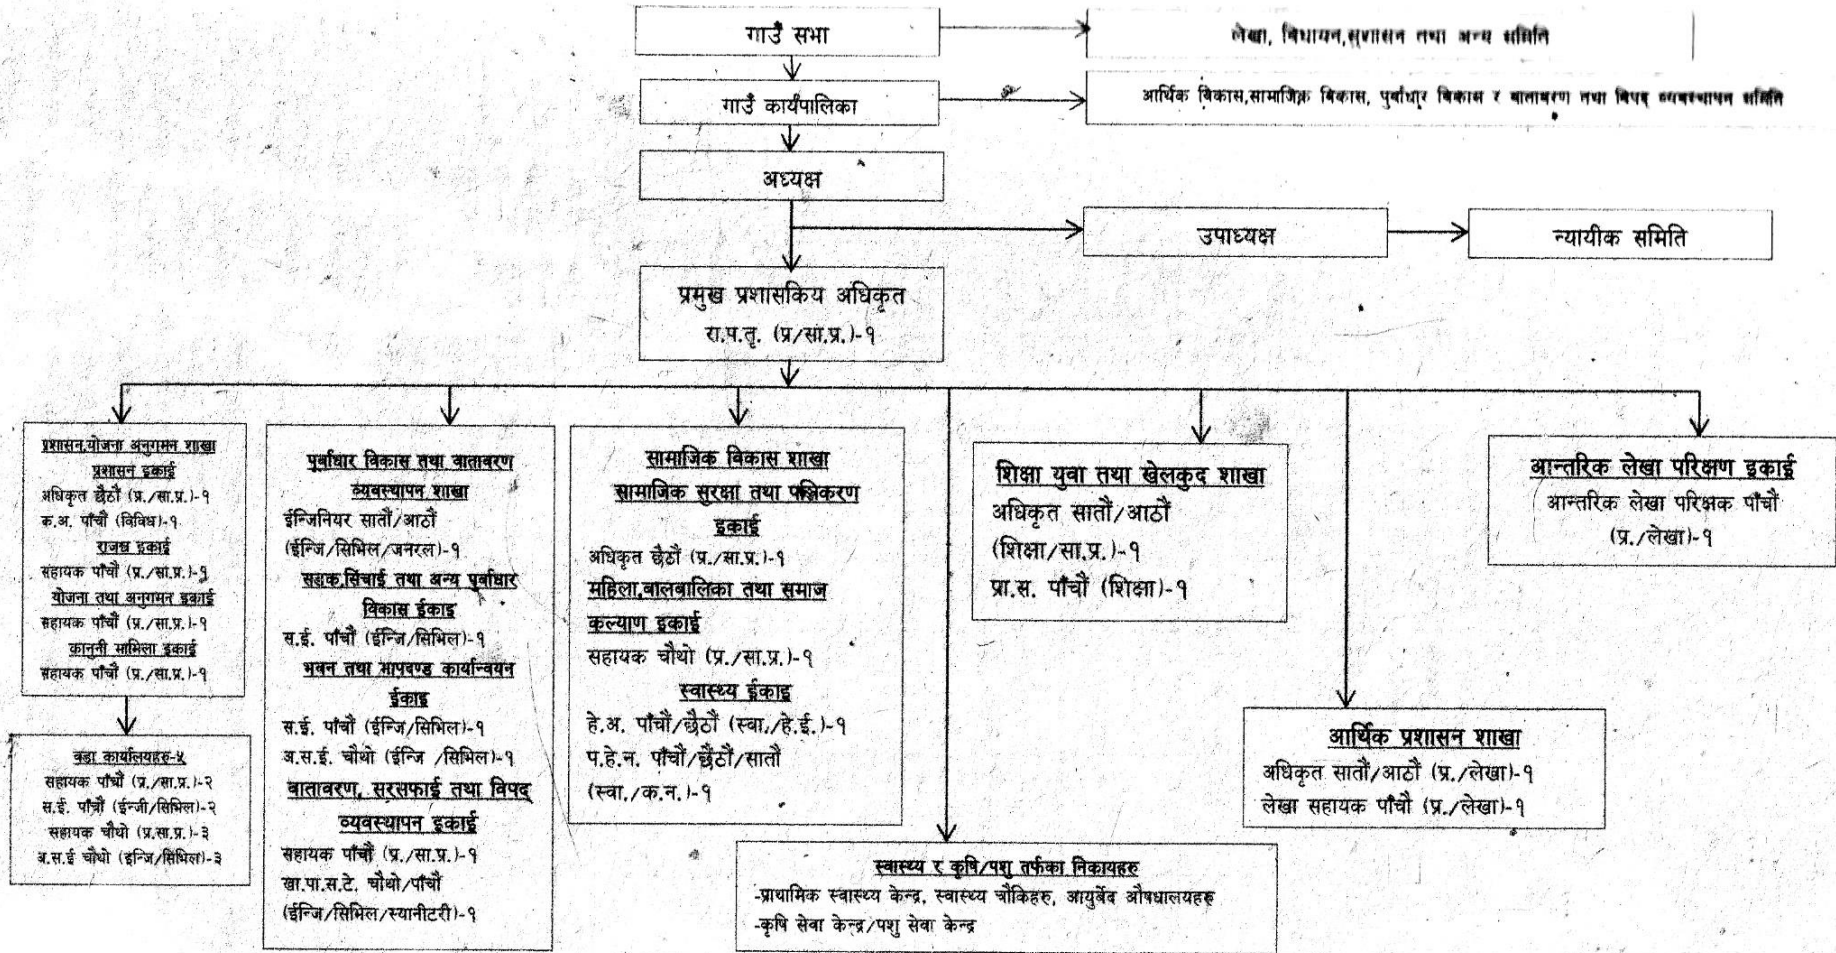 गाउँ सभा
लेखा, विधायन,सुशासन तथा अन्य समिति
गाउँ कार्यपालिका
आर्थिक विकास,सामाजिक विकास, पुर्वाधार विकास र वातावरण तथा विपद् व्यवस्थापन समिति
अध्यक्ष
उपाध्यक्ष
न्यायीक समिति
प्रमुख प्रशासकिय अधिकृत
रा.प.तृ. (प्र/सा.प्र.)-१
प्रशासन,योजना अनुगमन शाखा
प्रशासन इकाई
अधिकृत छैठौं (प्र./सा.प्र.)-१
क.अ. पाँचौं (विविध)-१
राजश्व इकाई
सहायक पाँचौं (प्र./सा.प्र.)-१
योजना तथा अनुगमन इकाई
सहायक पाँचौं (प्र./सा.प्र.)-१
कानुनी मामिला इकाई
सहायक पाँचौं (प्र./सा.प्र.)-१
वडा कार्यालयहरु-५
सहायक पाँचौं (प्र./सा.प्र.)-२
स.ई. पाँचौं (ईन्जी/सिभिल)-२
सहायक चौथो (प्र.सा.प्र.)-३
अ.स.ई चौथो (इन्जि/सिभिल)-३
पूर्वाधार विकास तथा वातावरण
व्यवस्थापन शाखा
ईन्जिनियर सातौं/आठौं
(ईन्जि/सिभिल/जनरल)-१
सडक,सिंचाई तथा अन्य पुर्वाधार
विकास ईकाइ
स.ई. पाँचौं (ईन्जि/सिभिल)-१
भवन तथा मापदण्ड कार्यान्वयन
ईकाइ
स.ई. पाँचौं (ईन्जि/सिभिल)-१
अ.स.ई. चौथो (ईन्जि /सिभिल)-१
वातावरण, सरसफाई तथा विपद्
व्यवस्थापन इकाई
सहायक पाँचौं (प्र./सा.प्र.)-१
खा.पा.स.टे. चौथो/पाँचौं
(ईन्जि/सिभिल/स्यानीटरी)-१
सामाजिक विकास शाखा
सामाजिक सुरक्षा तथा पञ्जिकरण
इकाई
अधिकृत छैठौं (प्र./सा.प्र.)-१
महिला,बालबालिका तथा समाज
कल्याण इकाई
सहायक चौथो (प्र./सा.प्र.)-१
स्वास्थ्य ईकाइ
हे.अ. पाँचौं/छैठौं (स्वा./हे.ई.)-१
प.हे.न. पाँचौं/छैठौं/सातौं
(स्वा./क.न.)-१
शिक्षा युवा तथा खेलकुद शाखा
अधिकृत सातौं/आठौं
(शिक्षा/सा.प्र.)-१
प्रा.स. पाँचौं (शिक्षा)-१
आन्तरिक लेखा परिक्षण इकाई
आन्तरिक लेखा परिक्षक पाँचौं
(प्र./लेखा)-१
आर्थिक प्रशासन शाखा
अधिकृत सातौं/आठौं (प्र./लेखा)-१
लेखा सहायक पाँचौं (प्र./लेखा)-१
स्वास्थ्य र कृषि/पशु तर्फका निकायहरु
-प्राथामिक स्वास्थ्य केन्द्र, स्वास्थ्य चौकिहरु, आयुर्वेद औषधालयहरु
-कृषि सेवा केन्द्र/पशु सेवा केन्द्र